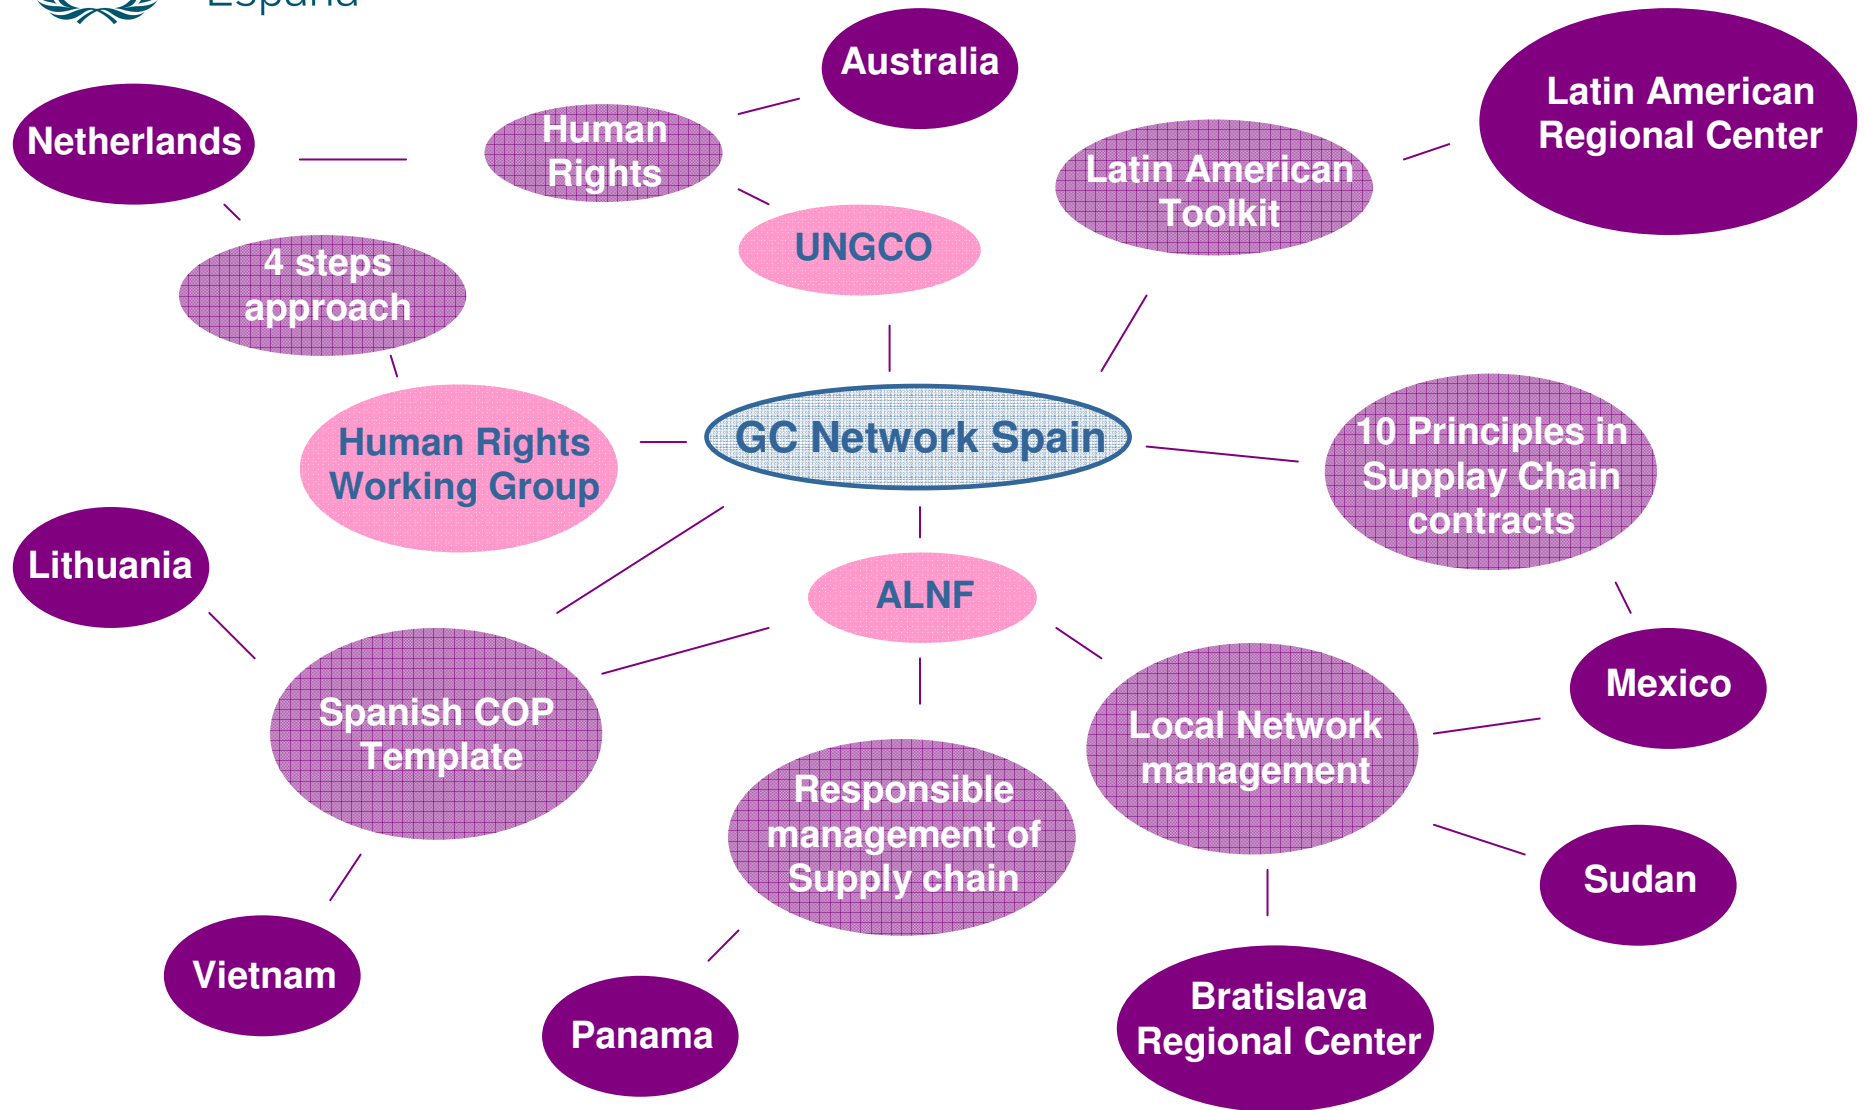 España
Australia
Latin American
Regional Center
Netherlands
Human
Rights
Latin American
Toolkit
UNGCO
4 steps
approach
GC Network Spain
10 Principles in
Supplay Chain
contracts
Human Rights
Working Group
Lithuania
ALNF
Mexico
Spanish COP
Template
Local Network
management
Responsible
management of
Supply chain
Sudan
Vietnam
Bratislava
Regional Center
Panama